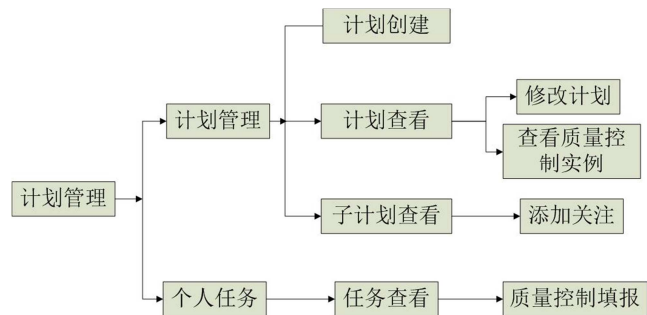 计划创建
计划管理
计划查看
修改计划
查看质量控
制实例
计划管理
子计划查看
添加关注
个人任务
任务查看
质量控制填报